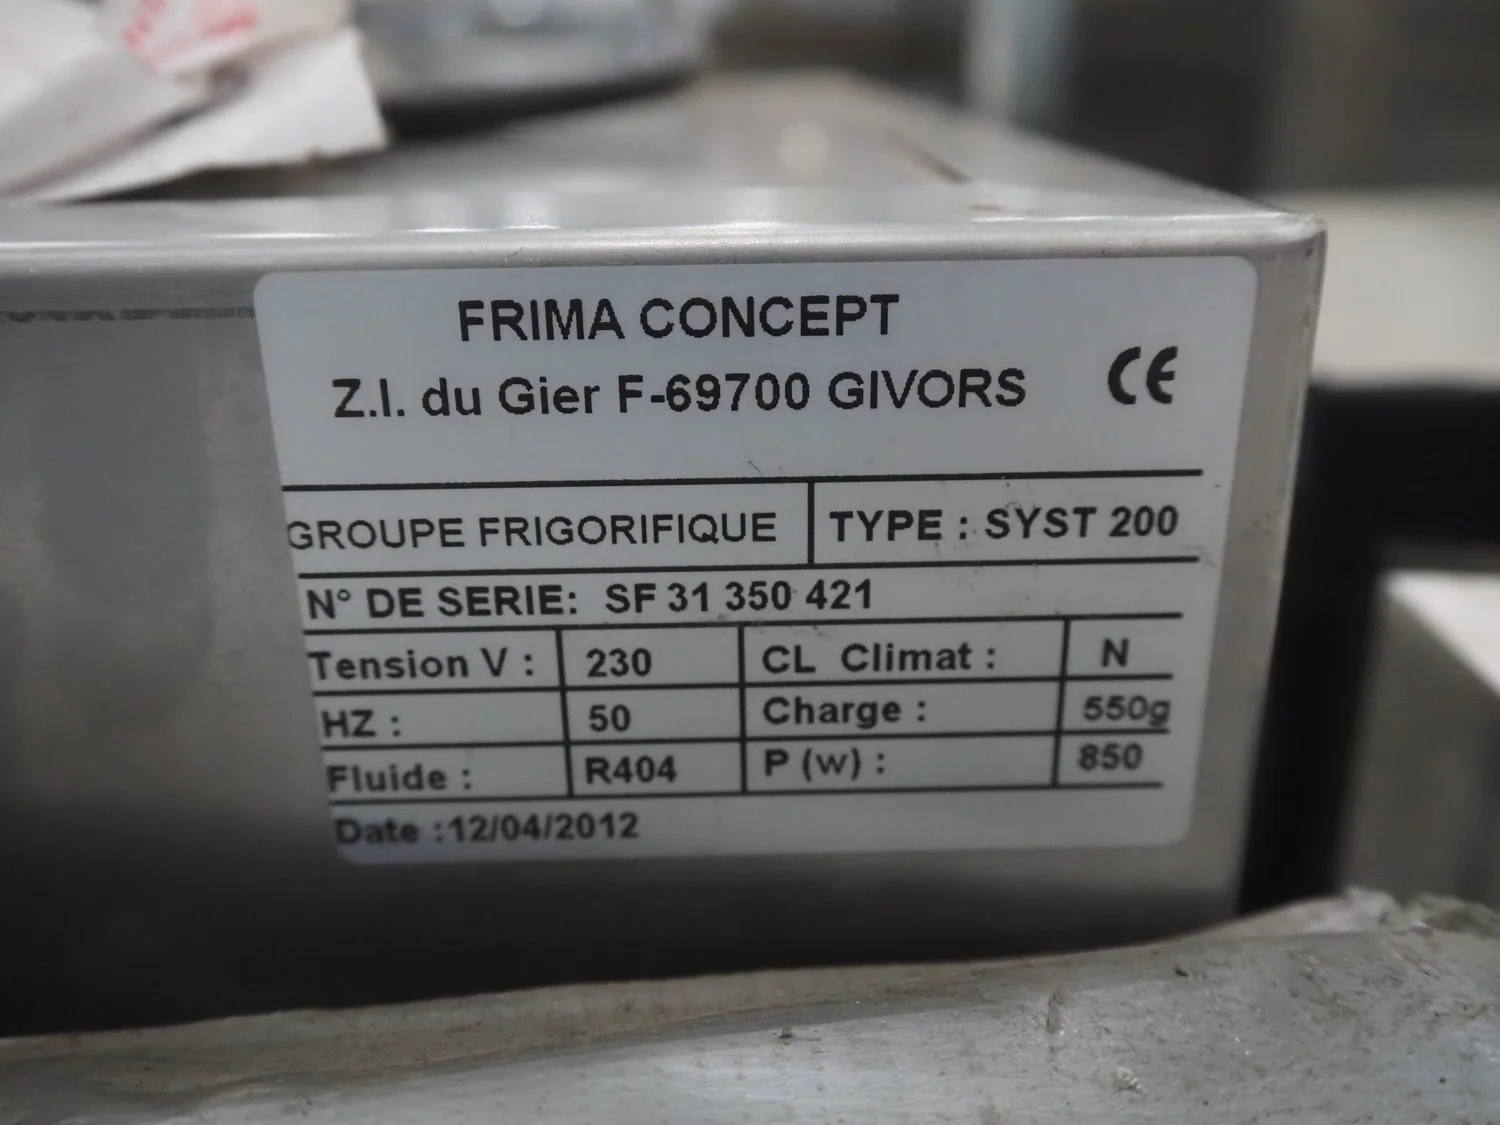 FRIMA CONCEPT
Z.I. du Gier F-69700 GIVORS CE
GROUPE FRIGORIFIQUE TYPE : SYST 200
N° DE SERIE: SF 31 350 421
Tension V : 230 CL Climat : N
HZ : 50 Charge : 550g
Fluide : R404 P (w) : 850
Date :12/04/2012